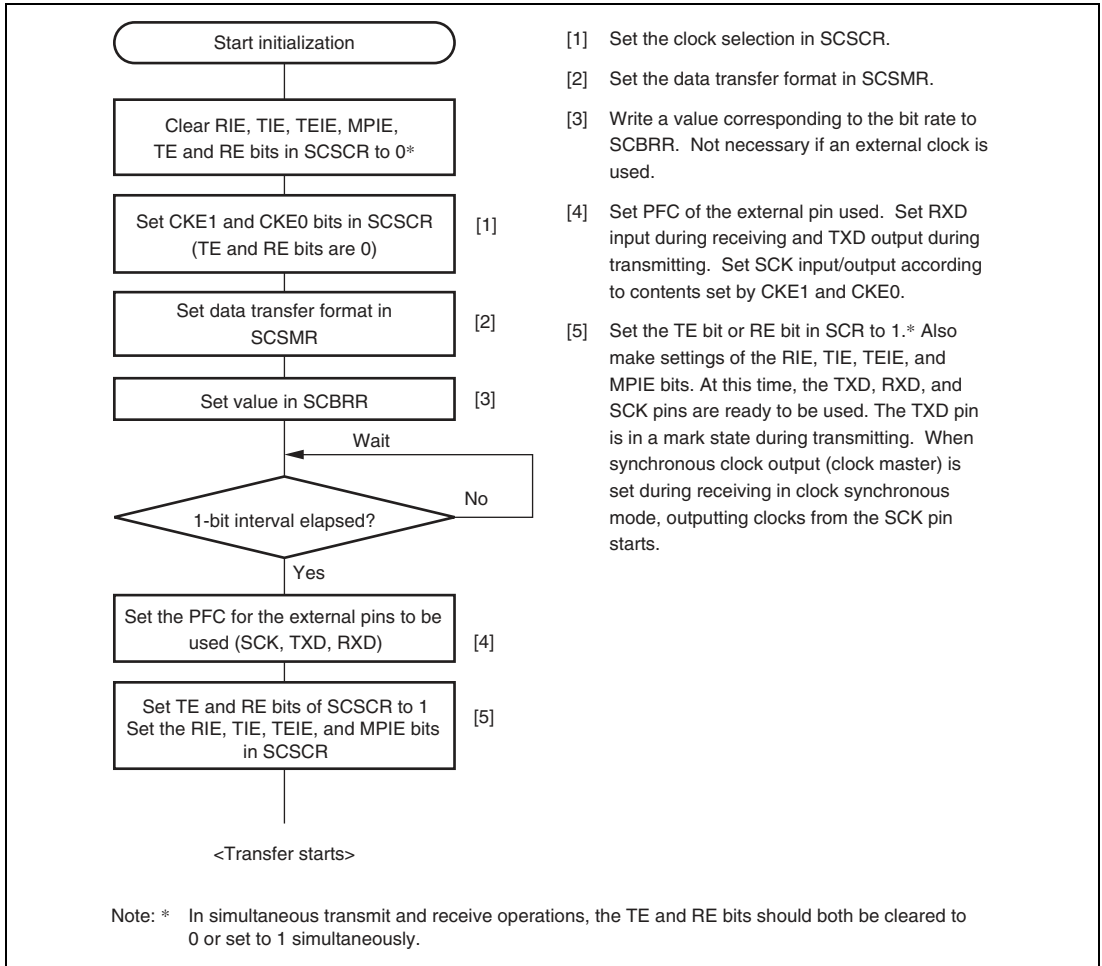 Start initialization
Clear RIE, TIE, TEIE, MPIE,
TE and RE bits in SCSCR to 0*
Set CKE1 and CKE0 bits in SCSCR
(TE and RE bits are 0)
[1]
Set data transfer format in
SCSMR
[2]
Set value in SCBRR
[3]
Wait
1-bit interval elapsed?
No
Yes
Set the PFC for the external pins to be
used (SCK, TXD, RXD)
[4]
Set TE and RE bits of SCSCR to 1
Set the RIE, TIE, TEIE, and MPIE bits
in SCSCR
[5]
<Transfer starts>
[1] Set the clock selection in SCSCR.
[2] Set the data transfer format in SCSMR.
[3] Write a value corresponding to the bit rate to
SCBRR. Not necessary if an external clock is
used.
[4] Set PFC of the external pin used. Set RXD
input during receiving and TXD output during
transmitting. Set SCK input/output according
to contents set by CKE1 and CKE0.
[5] Set the TE bit or RE bit in SCR to 1.* Also
make settings of the RIE, TIE, TEIE, and
MPIE bits. At this time, the TXD, RXD, and
SCK pins are ready to be used. The TXD pin
is in a mark state during transmitting. When
synchronous clock output (clock master) is
set during receiving in clock synchronous
mode, outputting clocks from the SCK pin
starts.
Note: * In simultaneous transmit and receive operations, the TE and RE bits should both be cleared to
0 or set to 1 simultaneously.